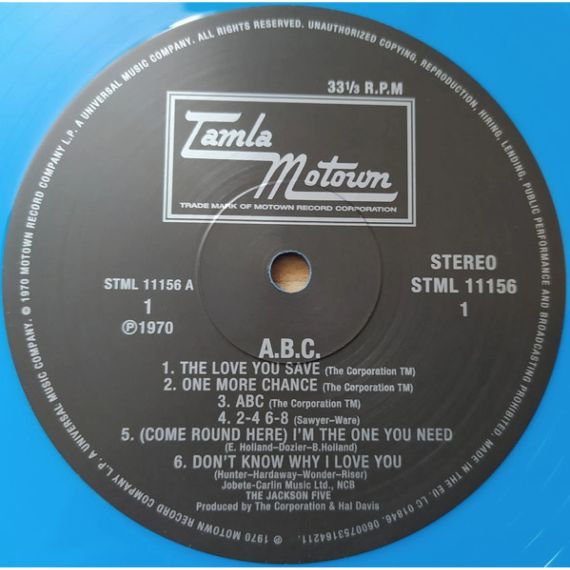 33⅓ R.P.M
Tamla
Motown
TRADE MARK OF MOTOWN RECORD CORPORATION
STML 11156 A
1
℗1970
STEREO
STML 11156
1
A.B.C.
1. THE LOVE YOU SAVE (The Corporation TM)
2. ONE MORE CHANCE (The Corporation TM)
3. ABC (The Corporation TM)
4. 2-4 6-8 (Sawyer-Ware)
5. (COME ROUND HERE) I'M THE ONE YOU NEED
(E. Holland-Dozier-B.Holland)
6. DON'T KNOW WHY I LOVE YOU
(Hunter-Hardaway-Wonder-Riser)
Jobete-Carlin Music Ltd., NCB
THE JACKSON FIVE
Produced by The Corporation & Hal Davis
℗ 1970 MOTOWN RECORD COMPANY L.P. A UNIVERSAL MUSIC COMPANY. © 1970 MOTOWN RECORD COMPANY L.P. A UNIVERSAL MUSIC COMPANY. ALL RIGHTS RESERVED. UNAUTHORIZED COPYING, REPRODUCTION, HIRING, LENDING, PUBLIC PERFORMANCE AND BROADCASTING PROHIBITED. MADE IN THE EU. LC 01846. 0600753164211.